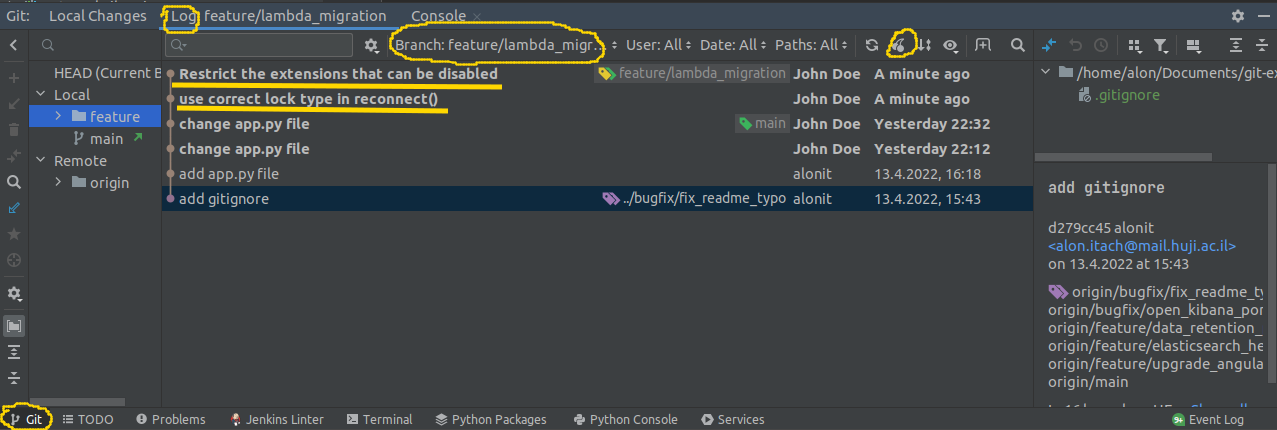 Git: Local Changes Log: feature/lambda_migration Console
Branch: feature/lambda_migr... User: All Date: All Paths: All
HEAD (Current B
Local
feature
main
Remote
origin
Restrict the extensions that can be disabled feature/lambda_migration John Doe A minute ago
use correct lock type in reconnect() John Doe A minute ago
change app.py file main John Doe Yesterday 22:32
change app.py file John Doe Yesterday 22:12
add app.py file alonit 13.4.2022, 16:18
add gitignore ../bugfix/fix_readme_typo alonit 13.4.2022, 15:43
/home/alon/Documents/git-e
.gitignore
add gitignore
d279cc45 alonit
<alon.itach@mail.huji.ac.il>
on 13.4.2022 at 15:43
origin/bugfix/fix_readme_ty
origin/bugfix/open_kibana_por
origin/feature/data_retention_
origin/feature/elasticsearch_he
origin/feature/upgrade_angula
origin/main
Git TODO Problems Jenkins Linter Terminal Python Packages Python Console Services 9+ Event Log